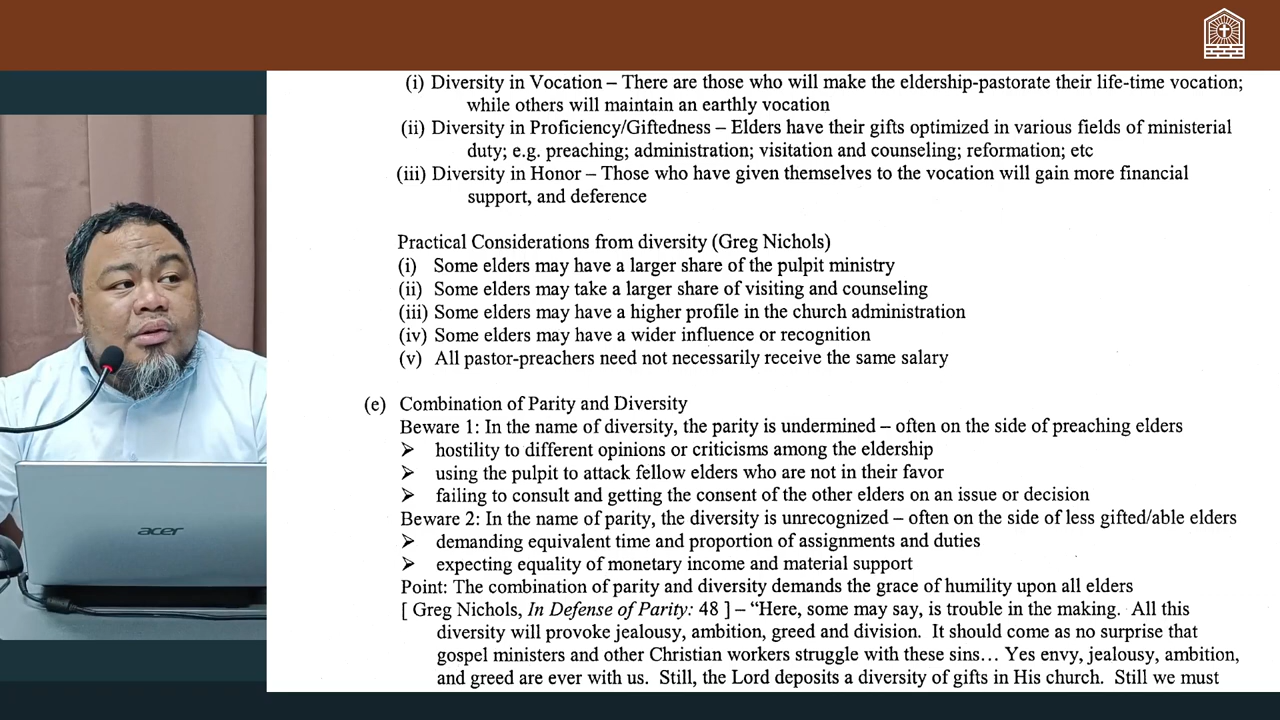 (i) Diversity in Vocation – There are those who will make the eldership-pastorate their life-time vocation;
while others will maintain an earthly vocation
(ii) Diversity in Proficiency/Giftedness – Elders have their gifts optimized in various fields of ministerial
duty; e.g. preaching; administration; visitation and counseling; reformation; etc
(iii) Diversity in Honor – Those who have given themselves to the vocation will gain more financial
support, and deference
Practical Considerations from diversity (Greg Nichols)
(i) Some elders may have a larger share of the pulpit ministry
(ii) Some elders may take a larger share of visiting and counseling
(iii) Some elders may have a higher profile in the church administration
(iv) Some elders may have a wider influence or recognition
(v) All pastor-preachers need not necessarily receive the same salary
(e) Combination of Parity and Diversity
Beware 1: In the name of diversity, the parity is undermined – often on the side of preaching elders
➢ hostility to different opinions or criticisms among the eldership
➢ using the pulpit to attack fellow elders who are not in their favor
➢ failing to consult and getting the consent of the other elders on an issue or decision
Beware 2: In the name of parity, the diversity is unrecognized – often on the side of less gifted/able elders
➢ demanding equivalent time and proportion of assignments and duties
➢ expecting equality of monetary income and material support
Point: The combination of parity and diversity demands the grace of humility upon all elders
[ Greg Nichols, In Defense of Parity: 48 ] – “Here, some may say, is trouble in the making. All this
diversity will provoke jealousy, ambition, greed and division. It should come as no surprise that
gospel ministers and other Christian workers struggle with these sins… Yes envy, jealousy, ambition,
and greed are ever with us. Still, the Lord deposits a diversity of gifts in His church. Still we must
acer